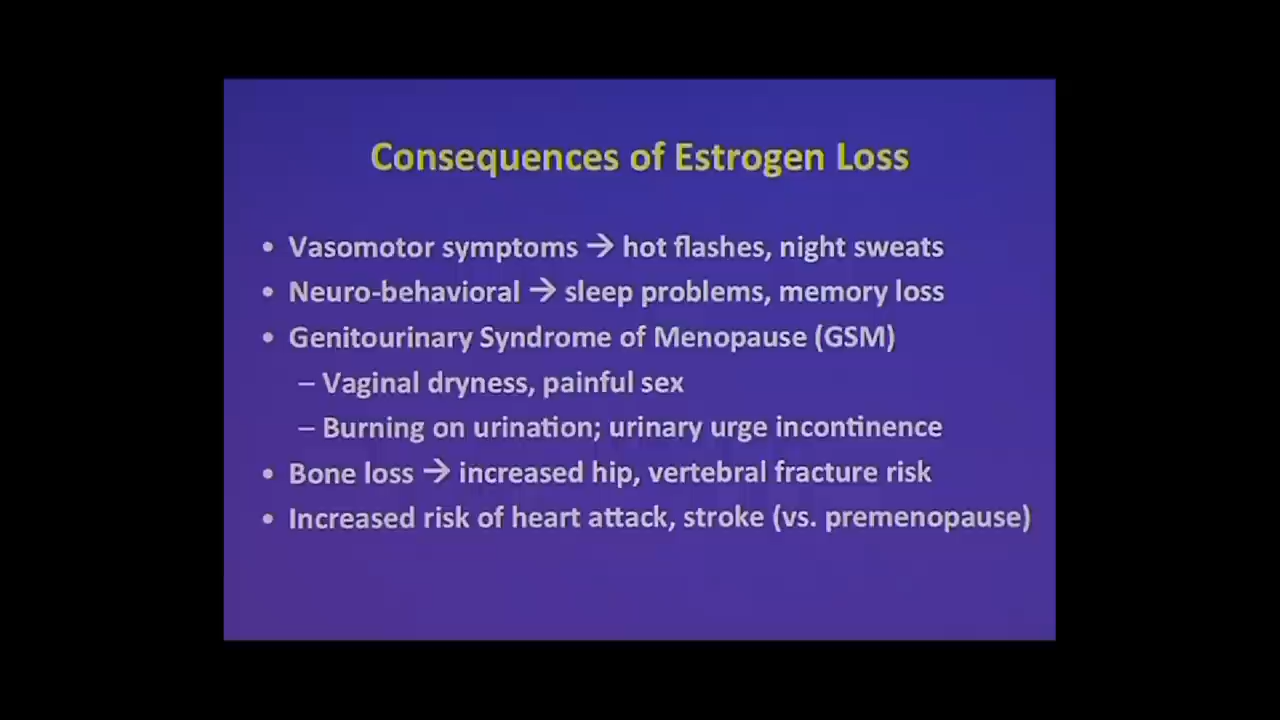 Consequences of Estrogen Loss
• Vasomotor symptoms → hot flashes, night sweats
• Neuro-behavioral → sleep problems, memory loss
• Genitourinary Syndrome of Menopause (GSM)
– Vaginal dryness, painful sex
– Burning on urination; urinary urge incontinence
• Bone loss → increased hip, vertebral fracture risk
• Increased risk of heart attack, stroke (vs. premenopause)